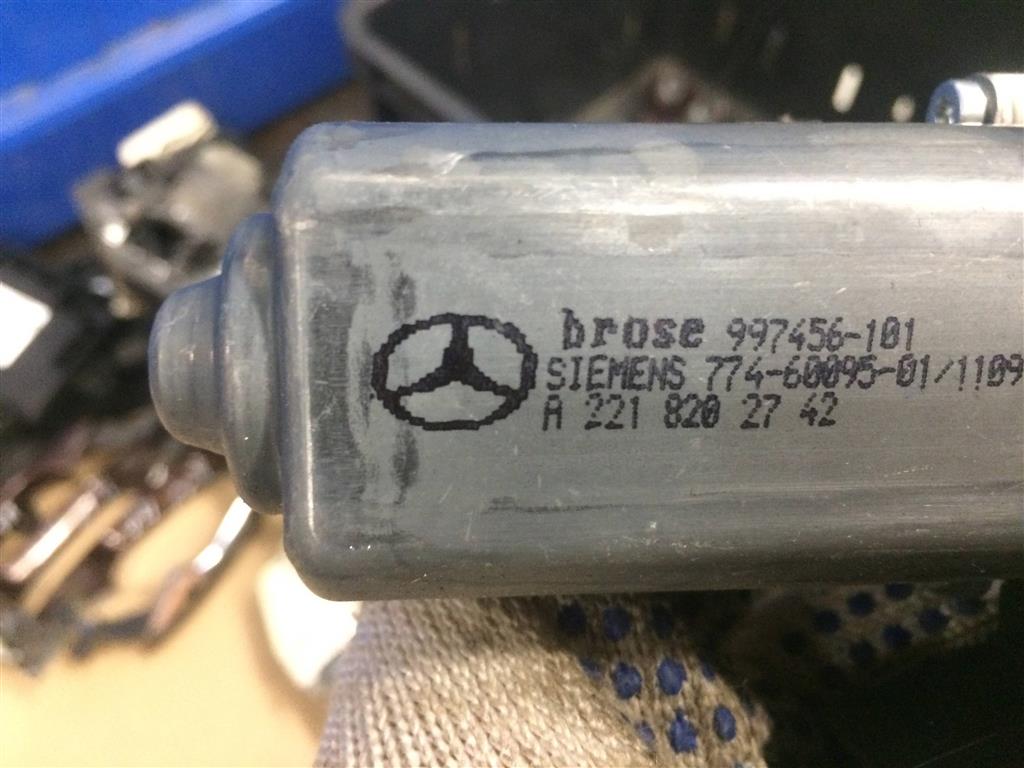 brose 997456-101
SIEMENS 774-60095-01/1109
A 221 820 27 42